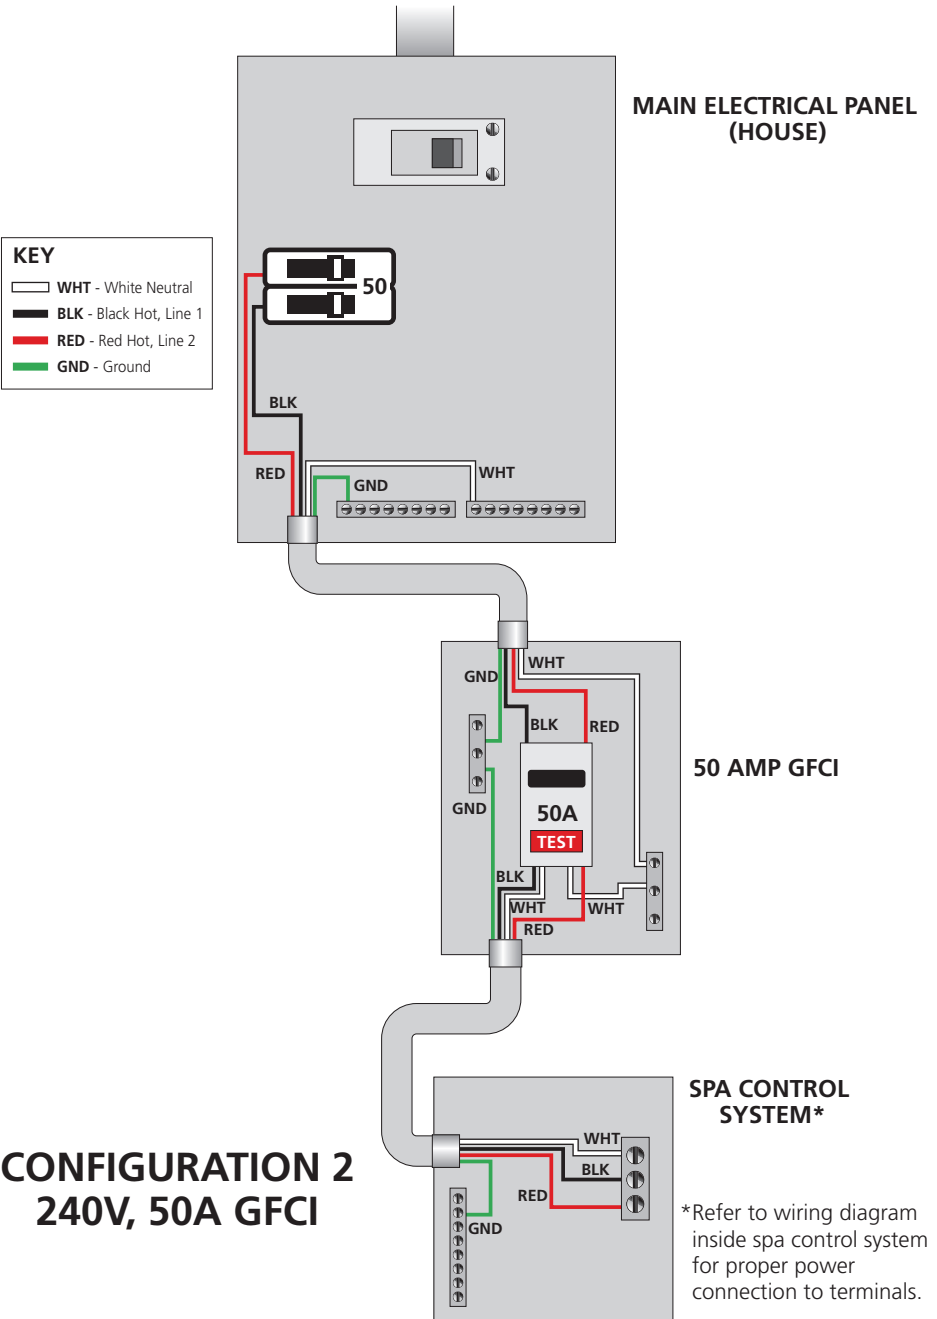 MAIN ELECTRICAL PANEL
(HOUSE)
KEY
WHT - White Neutral
BLK - Black Hot, Line 1
RED - Red Hot, Line 2
GND - Ground
50
BLK
RED
GND
WHT
WHT
GND
BLK
RED
50 AMP GFCI
50A
TEST
GND
BLK
WHT
WHT
RED
SPA CONTROL
SYSTEM*
WHT
BLK
RED
GND
CONFIGURATION 2
240V, 50A GFCI
*Refer to wiring diagram
inside spa control system
for proper power
connection to terminals.